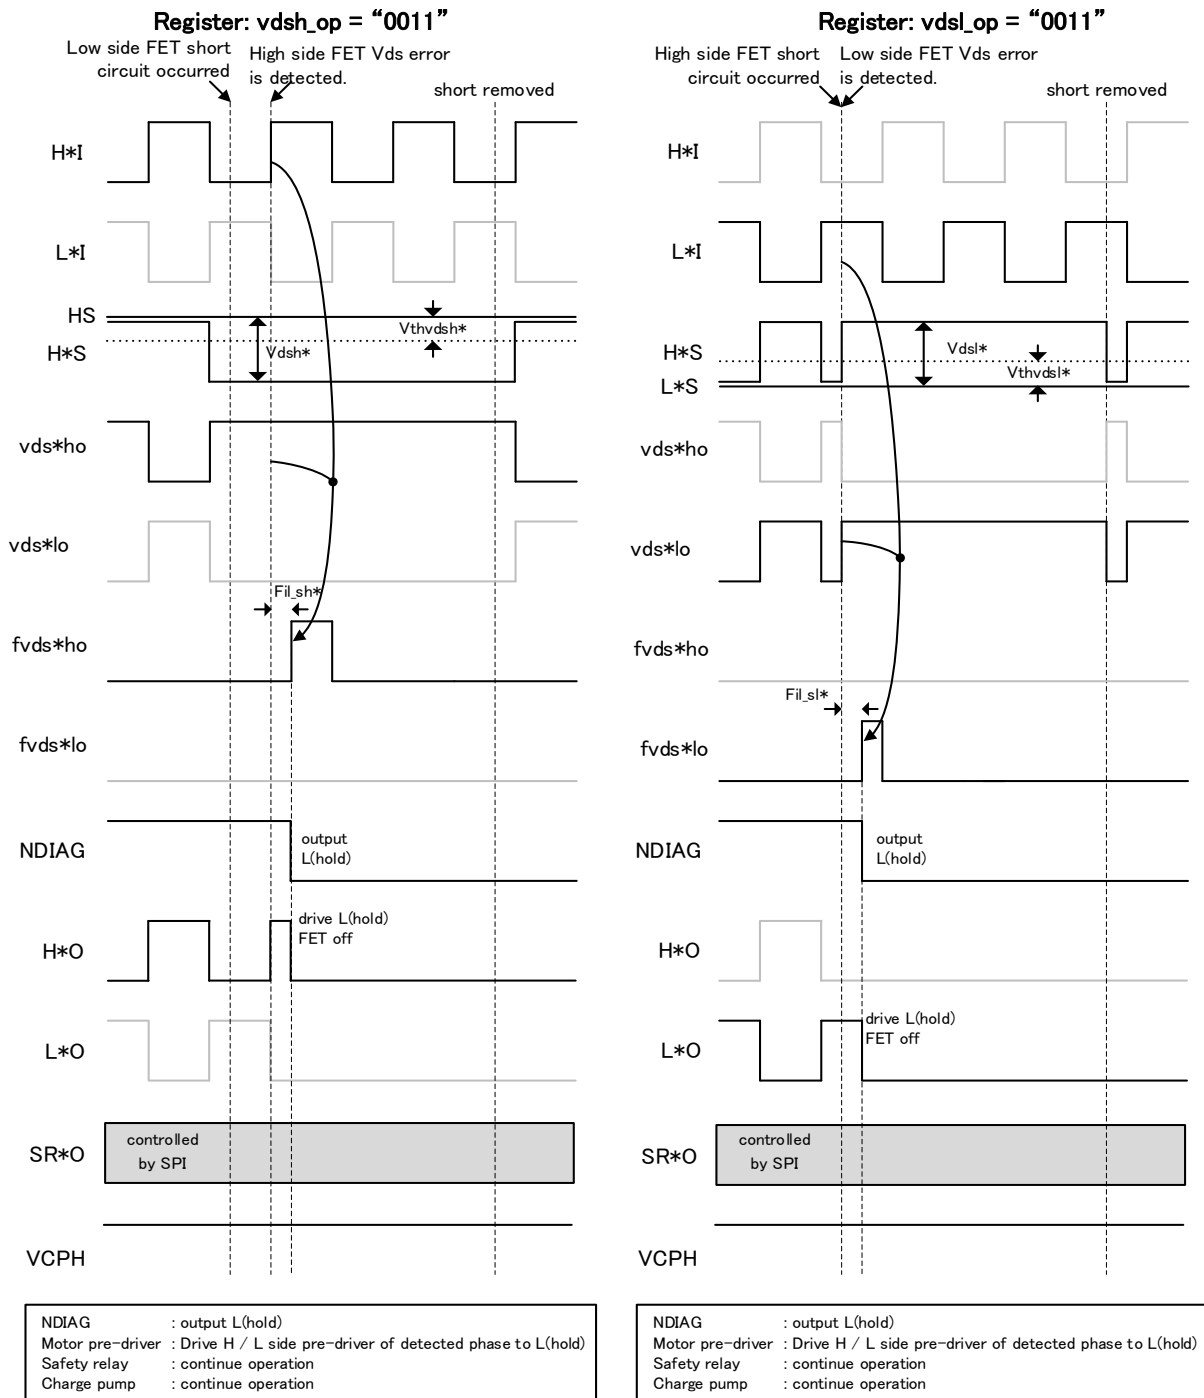 Register: vdsh_op = “0011”
Low side FET short
circuit occurred
High side FET Vds error
is detected.
short removed
H*I
L*I
HS
Vthvdsh*
H*S
Vdsh*
vds*ho
vds*lo
Fil_sh*
fvds*ho
fvds*lo
NDIAG
output
L(hold)
drive L(hold)
FET off
H*O
L*O
SR*O
controlled
by SPI
VCPH
NDIAG : output L(hold)
Motor pre-driver : Drive H / L side pre-driver of detected phase to L(hold)
Safety relay : continue operation
Charge pump : continue operation
Register: vdsl_op = “0011”
High side FET short
circuit occurred
Low side FET Vds error
is detected.
short removed
H*I
L*I
H*S
Vdsl*
Vthvdsl*
L*S
vds*ho
vds*lo
fvds*ho
Fil_sl*
fvds*lo
NDIAG
output
L(hold)
H*O
drive L(hold)
FET off
L*O
SR*O
controlled
by SPI
VCPH
NDIAG : output L(hold)
Motor pre-driver : Drive H / L side pre-driver of detected phase to L(hold)
Safety relay : continue operation
Charge pump : continue operation